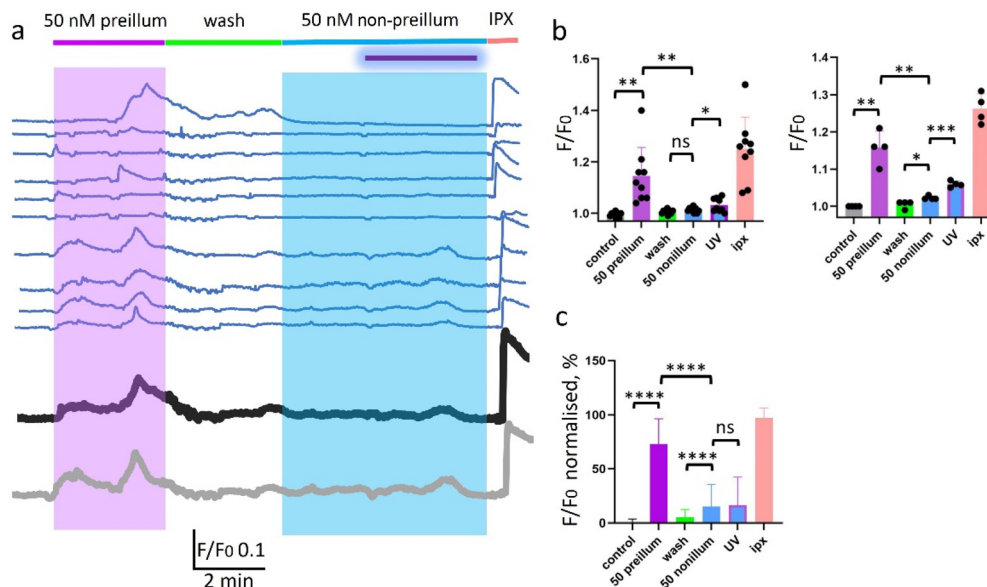 a
50 nM preillum wash 50 nM non-preillum IPX
F/F0 0.1
2 min
b
F/F0
1.6
1.4
1.2
1.0
** ** ns *
control
50 preillum
wash
50 nonillum
UV
ipx
F/F0
1.4
1.3
1.2
1.1
1.0
** ** * ***
control
50 preillum
wash
50 nonillum
UV
ipx
c
F/F0 normalised, %
150
100
50
0
**** **** **** ns
control
50 preillum
wash
50 nonillum
UV
ipx